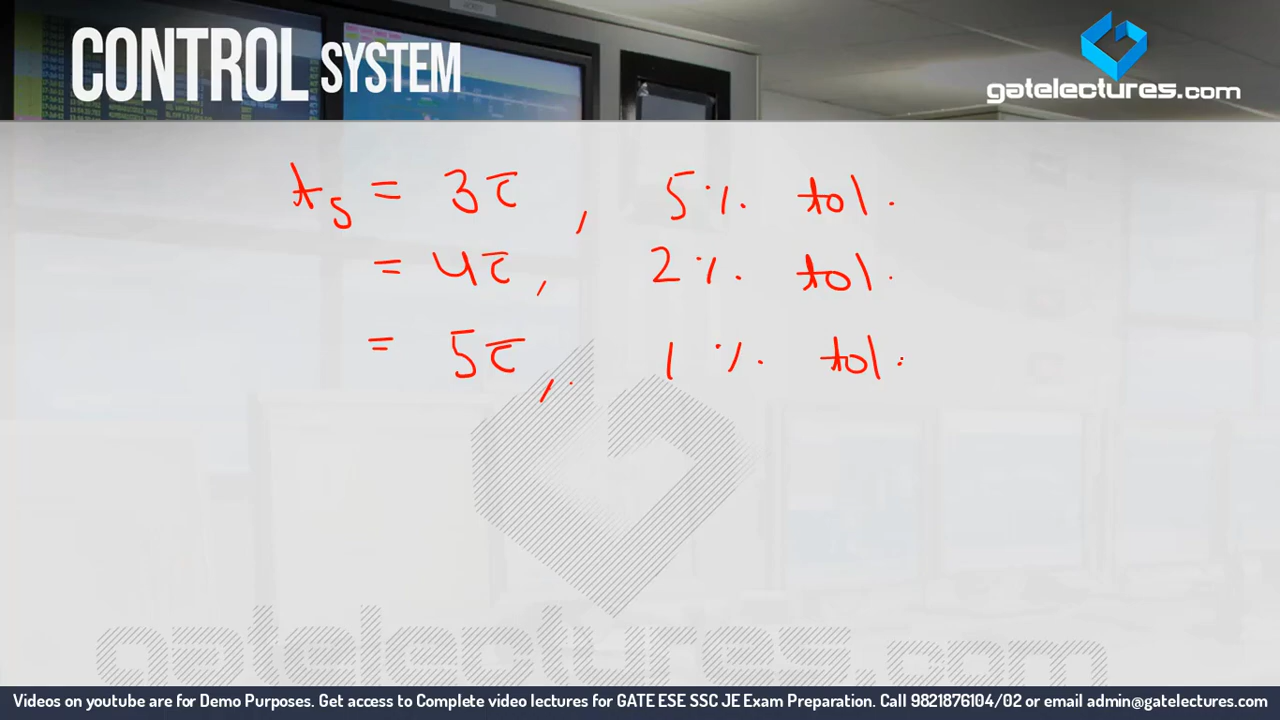 CONTROL SYSTEM
gatelectures.com
ts = 3τ , 5% tol.
= 4τ, 2% tol.
= 5τ, 1% tol.
gatelectures.com
Videos on youtube are for Demo Purposes. Get access to Complete video lectures for GATE ESE SSC JE Exam Preparation. Call 9821876104/02 or email admin@gatelectures.com